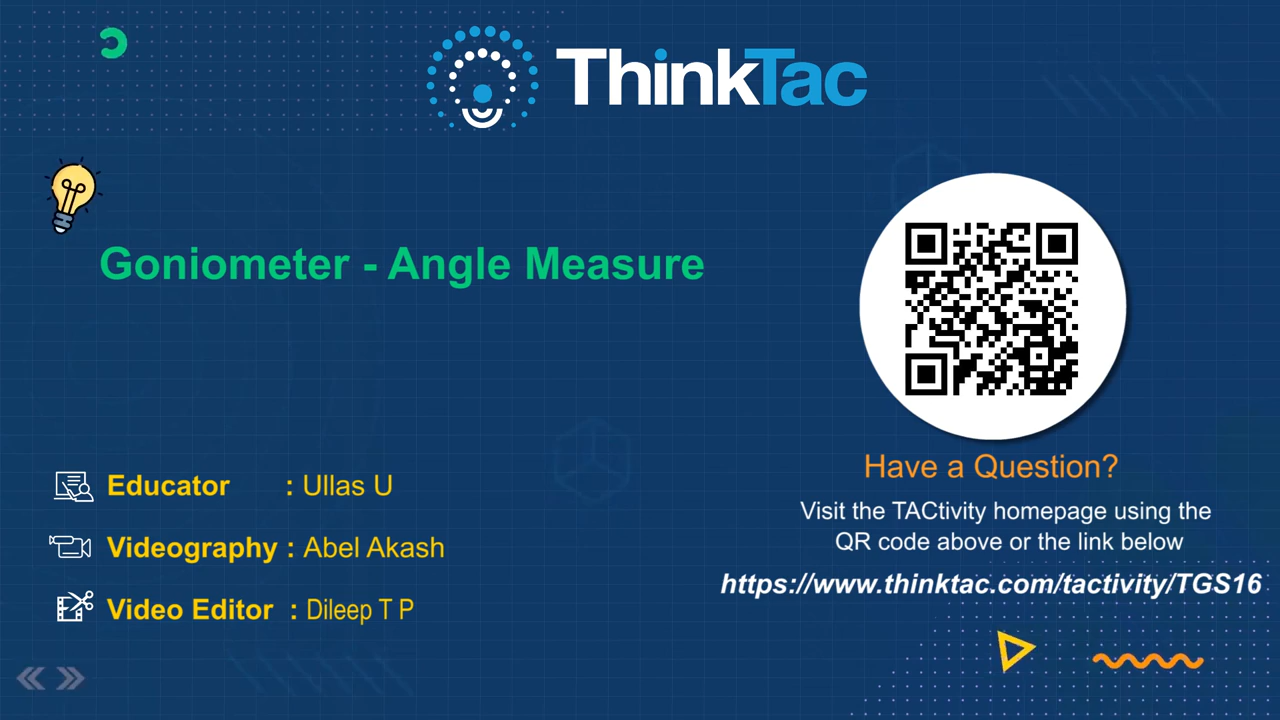 ThinkTac
Goniometer - Angle Measure
Educator : Ullas U
Videography : Abel Akash
Video Editor : Dileep T P
Have a Question?
Visit the TACtivity homepage using the
QR code above or the link below
https://www.thinktac.com/tactivity/TGS16